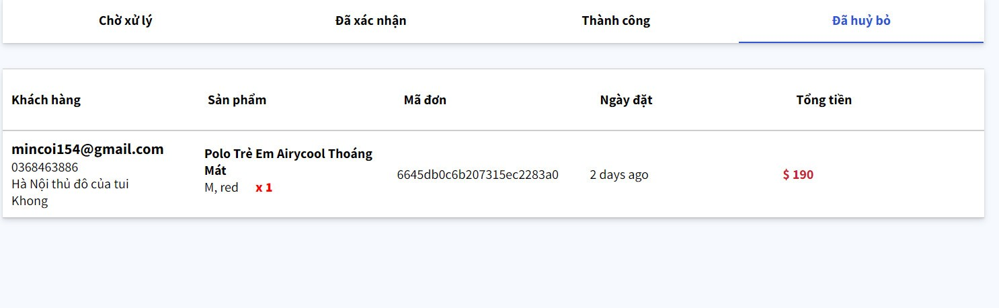 Chờ xử lý
Đã xác nhận
Thành công
Đã huỷ bỏ
Khách hàng
Sản phẩm
Mã đơn
Ngày đặt
Tổng tiền
mincoi154@gmail.com
0368463886
Hà Nội thủ đô của tui
Khong
Polo Trẻ Em Airycool Thoáng
Mát
M, red x 1
6645db0c6b207315ec2283a0
2 days ago
$ 190